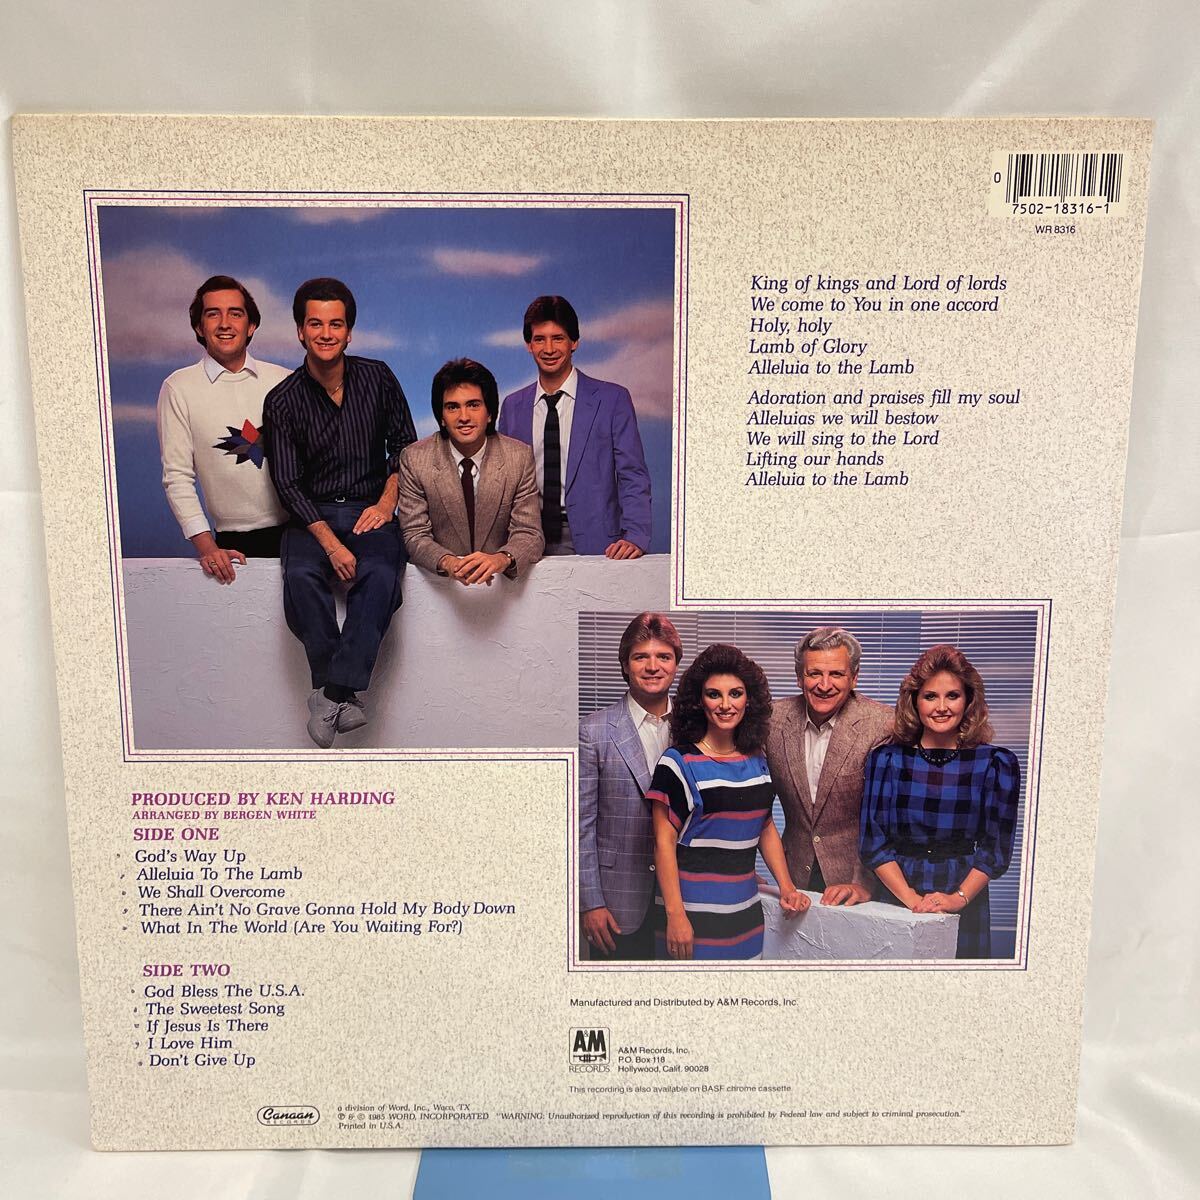 0
7502-18316-1
WR 8316
King of kings and Lord of lords
We come to You in one accord
Holy, holy
Lamb of Glory
Alleluia to the Lamb
Adoration and praises fill my soul
Alleluias we will bestow
We will sing to the Lord
Lifting our hands
Alleluia to the Lamb
PRODUCED BY KEN HARDING
ARRANGED BY BERGEN WHITE
SIDE ONE
God's Way Up
Alleluia To The Lamb
We Shall Overcome
There Ain't No Grave Gonna Hold My Body Down
What In The World (Are You Waiting For?)
SIDE TWO
God Bless The U.S.A.
The Sweetest Song
If Jesus Is There
I Love Him
Don't Give Up
Manufactured and Distributed by A&M Records, Inc.
A&M
RECORDS
A&M Records, Inc.
P.O. Box 118
Hollywood, Calif. 90028
This recording is also available on BASF chrome cassette.
Canaan
RECORDS
a division of Word, Inc., Waco, TX
℗ & © 1985 WORD, INCORPORATED "WARNING: Unauthorized reproduction of this recording is prohibited by Federal law and subject to criminal prosecution."
Printed in U.S.A.